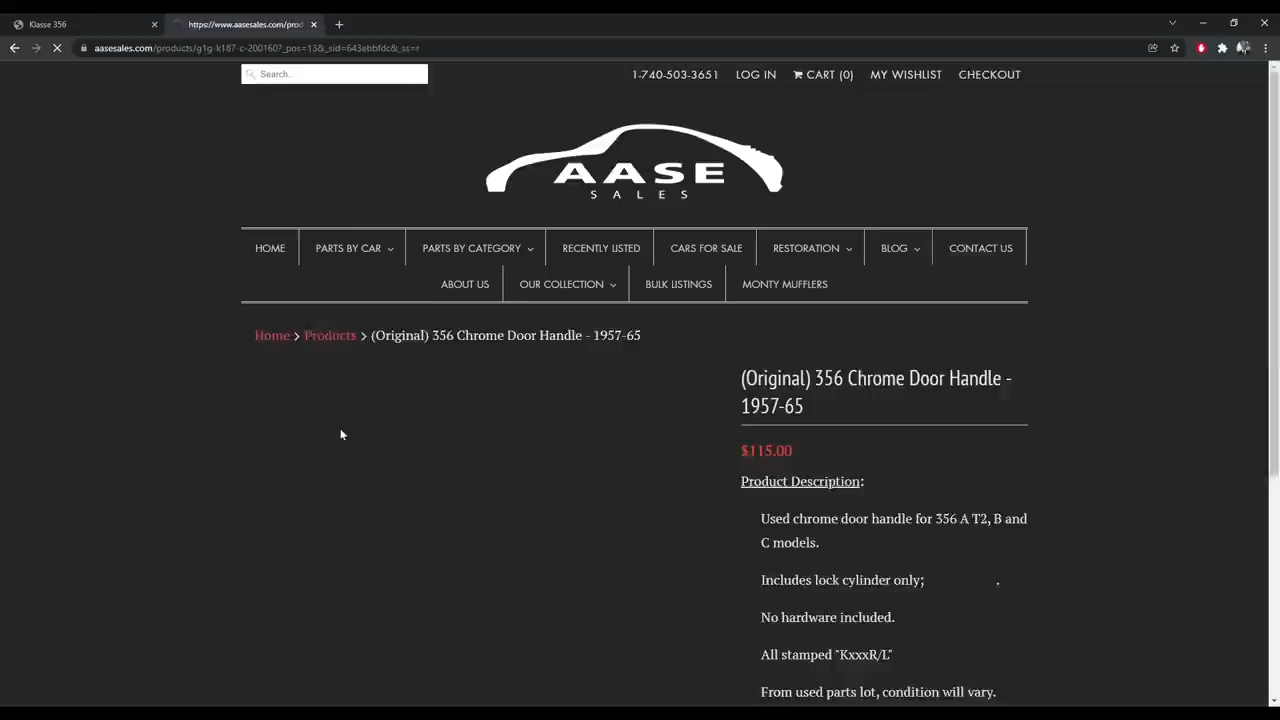 Klasse 356
https://www.aasesales.com/prod
aasesales.com/products/g1g-k187-c-200160?_pos=13&_sid=643ebbfdc&_ss=r
Search..
1-740-503-3651 LOG IN CART (0) MY WISHLIST CHECKOUT
AASE
SALES
HOME PARTS BY CAR PARTS BY CATEGORY RECENTLY LISTED CARS FOR SALE RESTORATION BLOG CONTACT US
ABOUT US OUR COLLECTION BULK LISTINGS MONTY MUFFLERS
Home > Products > (Original) 356 Chrome Door Handle - 1957-65
(Original) 356 Chrome Door Handle -
1957-65
$115.00
Product Description:
Used chrome door handle for 356 A T2, B and
C models.
Includes lock cylinder only; .
No hardware included.
All stamped "KxxxR/L"
From used parts lot, condition will vary.